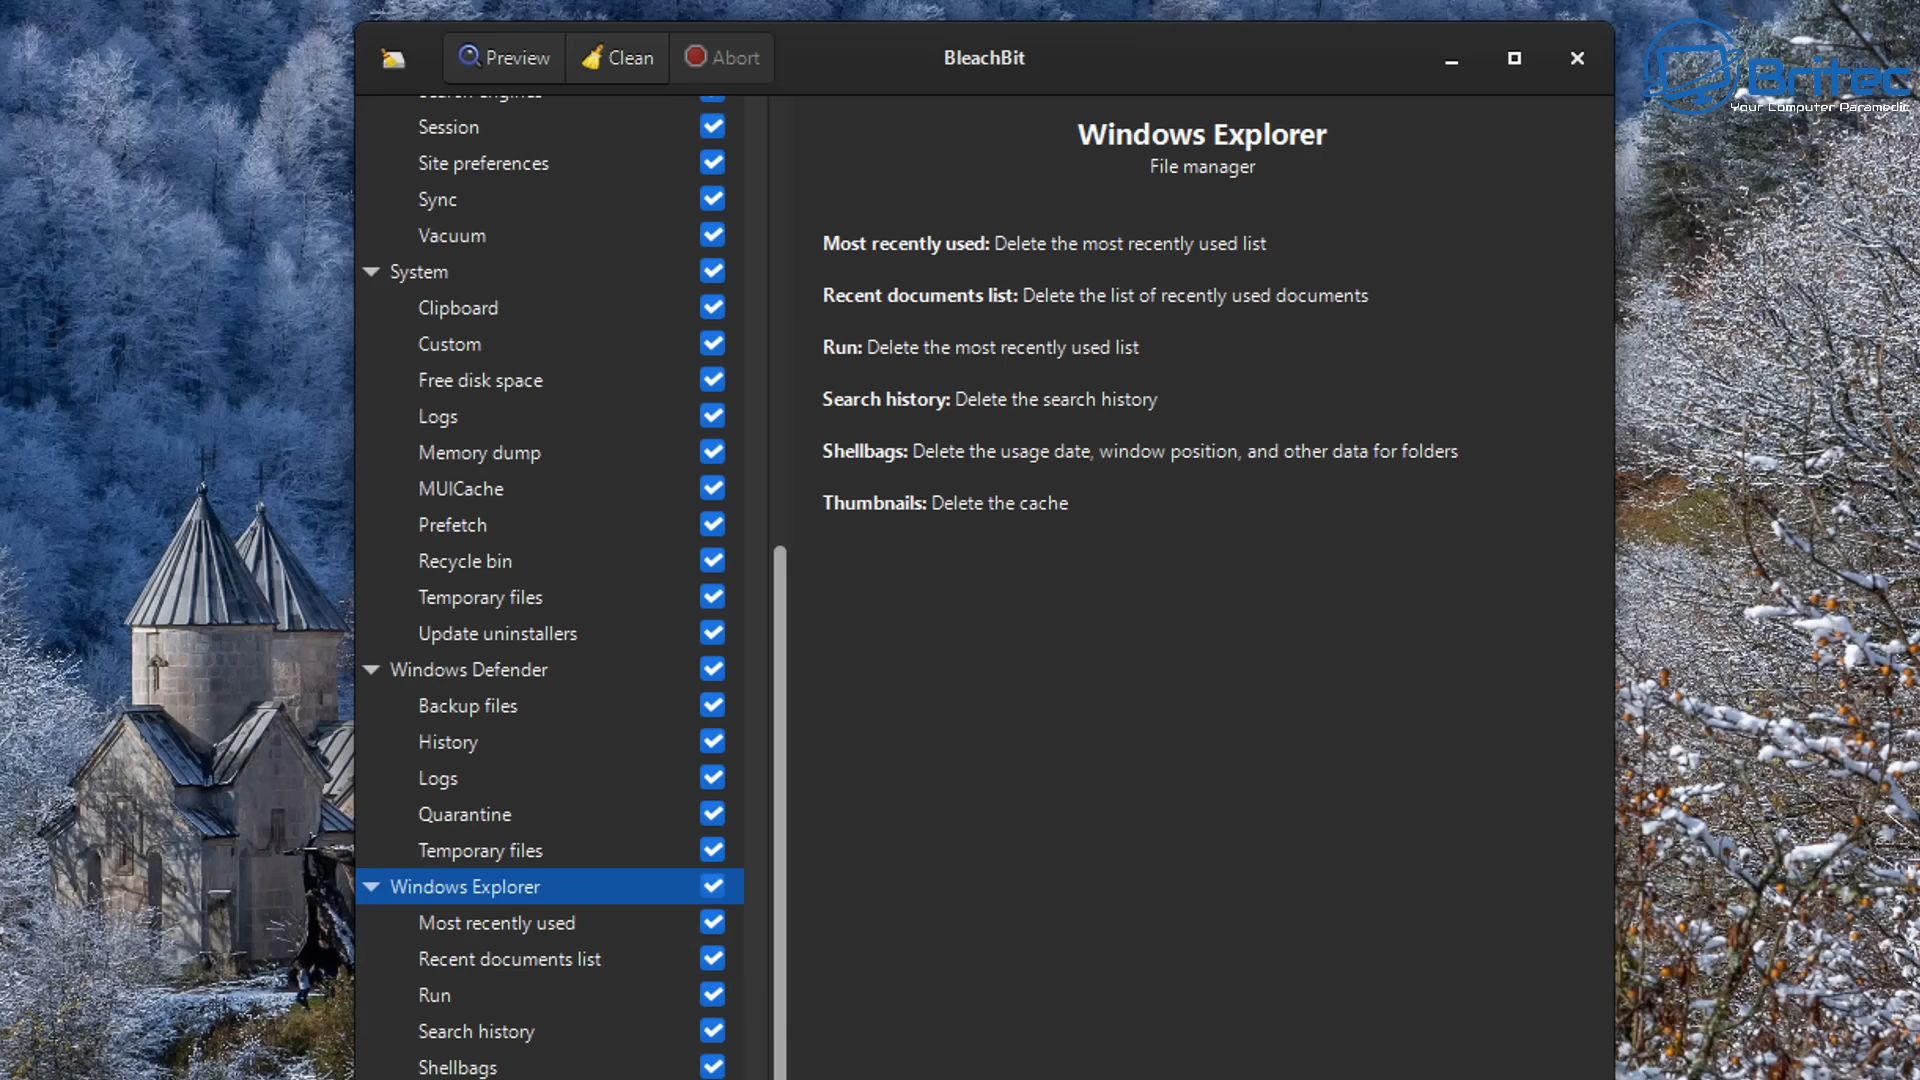 Preview
Clean
Abort
BleachBit
Britec
Your Computer Paramedic
Search engines
Session
Site preferences
Sync
Vacuum
System
Clipboard
Custom
Free disk space
Logs
Memory dump
MUICache
Prefetch
Recycle bin
Temporary files
Update uninstallers
Windows Defender
Backup files
History
Logs
Quarantine
Temporary files
Windows Explorer
Most recently used
Recent documents list
Run
Search history
Shellbags
Windows Explorer
File manager
Most recently used: Delete the most recently used list
Recent documents list: Delete the list of recently used documents
Run: Delete the most recently used list
Search history: Delete the search history
Shellbags: Delete the usage date, window position, and other data for folders
Thumbnails: Delete the cache